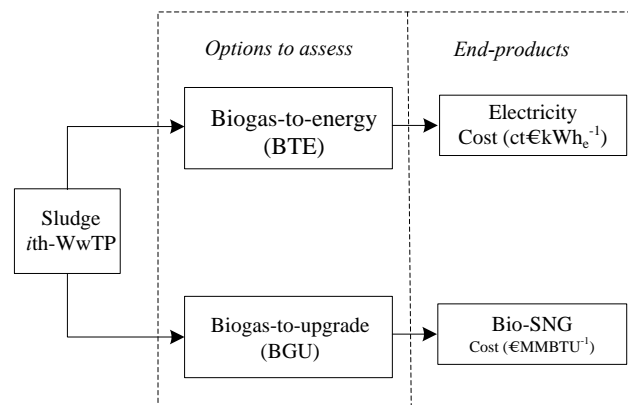 Options to assess
End-products
Biogas-to-energy
(BTE)
Electricity
Cost (ct€kWhe⁻¹)
Sludge
ith-WwTP
Biogas-to-upgrade
(BGU)
Bio-SNG
Cost (€MMBTU⁻¹)